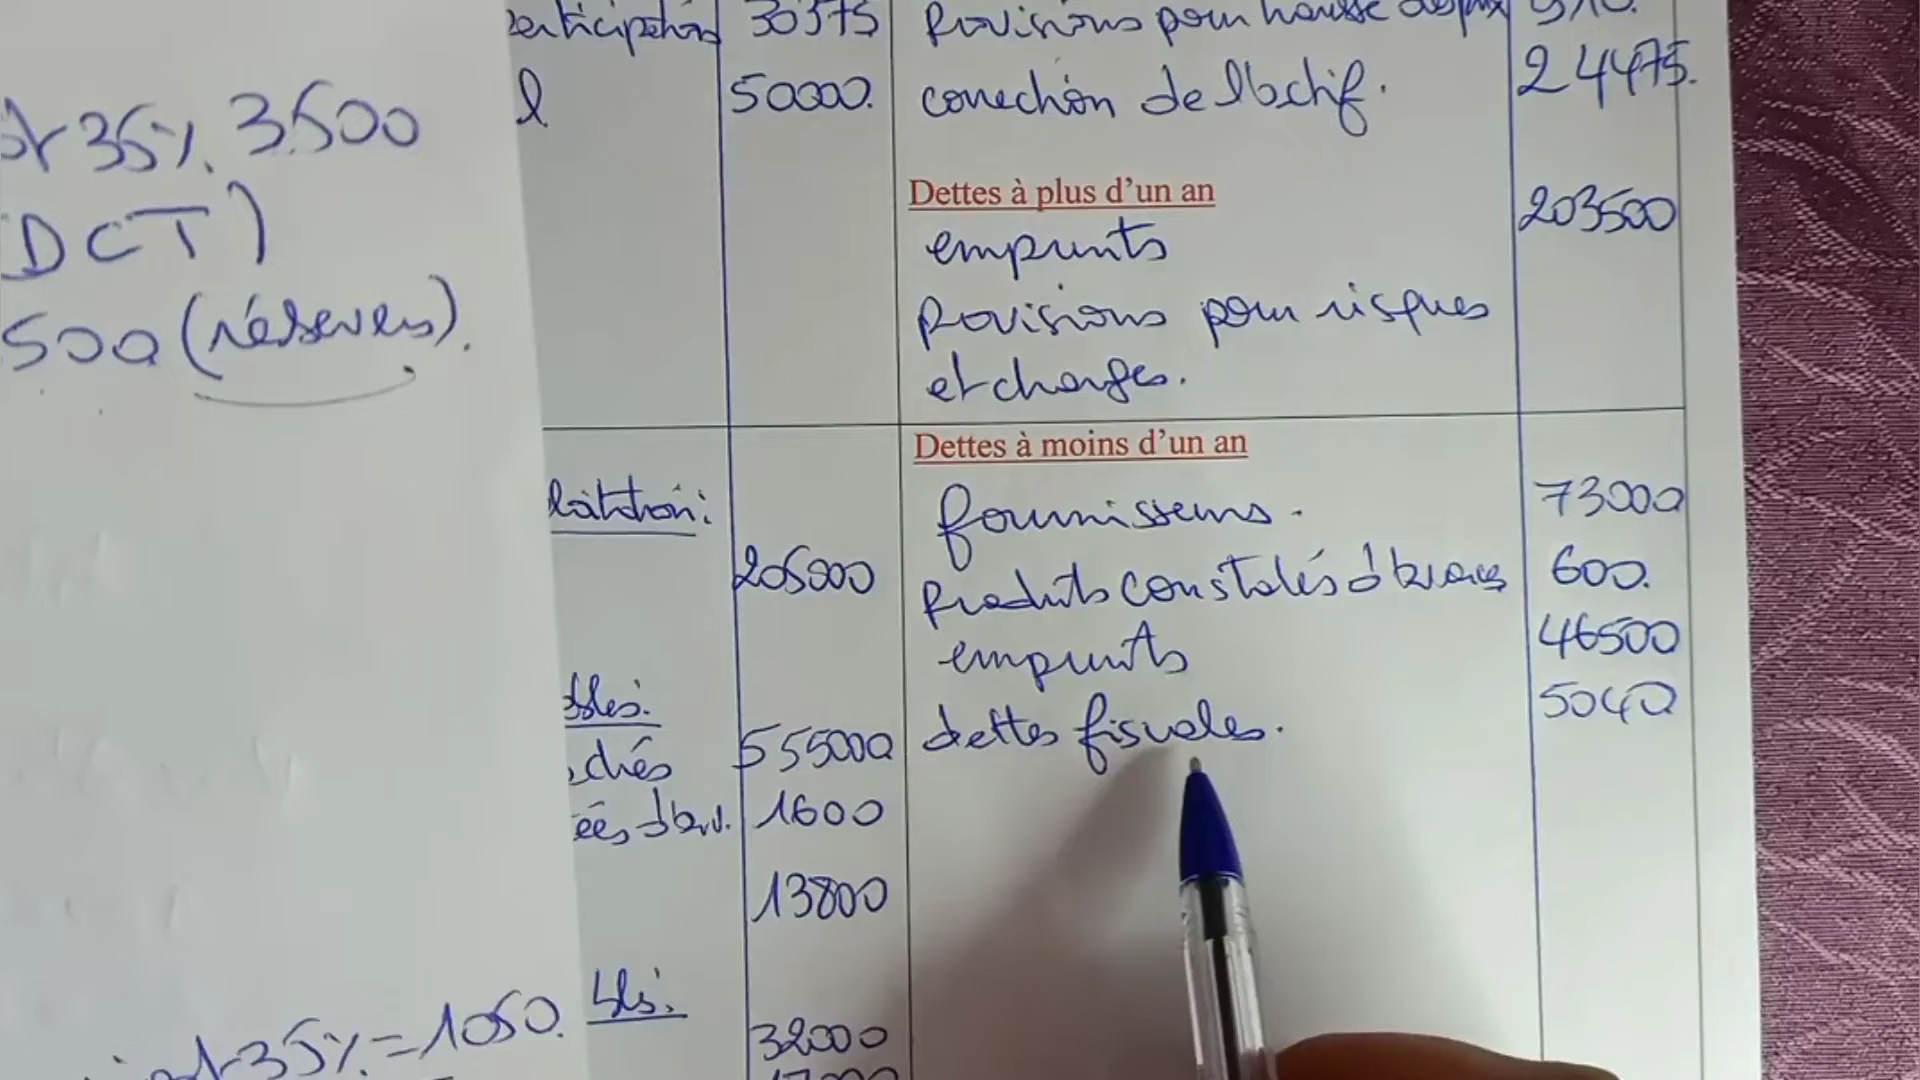 participation 30375 Provisions pour hausse des prix
50000. correction de l'actif. 24475.
Dettes à plus d'un an
203500
emprunts
Provisions pour risques
et charges.
35%. 3500
(DCT)
500 (réserves).
Dettes à moins d'un an
fournisseurs. 73000
205000 Produits constatés d'avance 600.
emprunts 46500
dettes fiscales. 5040
555000
1600
13800
35% = 1050.
32000